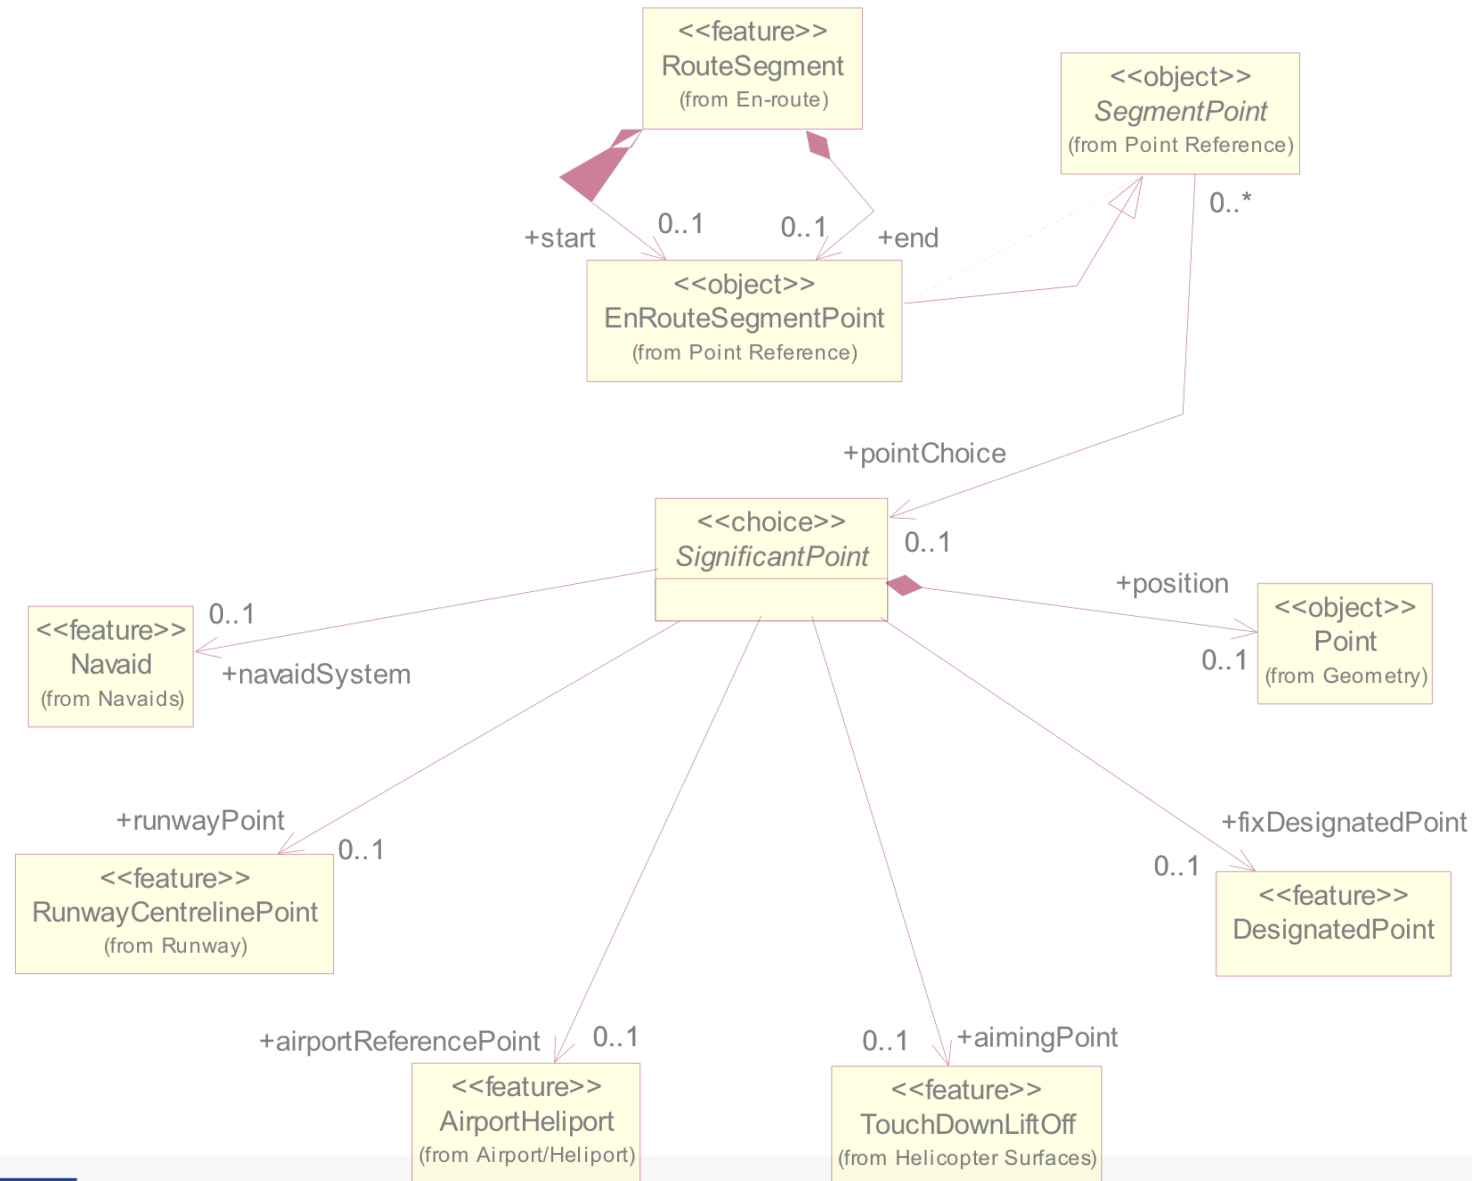 <<feature>>
RouteSegment
(from En-route)
<<object>>
SegmentPoint
(from Point Reference)
0..*
+start
0..1
0..1
+end
<<object>>
EnRouteSegmentPoint
(from Point Reference)
+pointChoice
<<choice>>
SignificantPoint
0..1
+position
0..1
<<object>>
Point
(from Geometry)
0..1
<<feature>>
Navaid
(from Navaids)
+navaidSystem
+runwayPoint
0..1
<<feature>>
RunwayCentrelinePoint
(from Runway)
+fixDesignatedPoint
0..1
<<feature>>
DesignatedPoint
+airportReferencePoint
0..1
<<feature>>
AirportHeliport
(from Airport/Heliport)
0..1
+aimingPoint
<<feature>>
TouchDownLiftOff
(from Helicopter Surfaces)